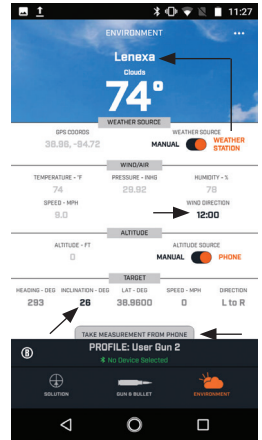 11:27
ENVIRONMENT
Lenexa
Clouds
74°
WEATHER SOURCE
GPS COORDS WEATHER SOURCE
38.96, -94.72 MANUAL WEATHER STATION
WIND/AIR
TEMPERATURE - °F PRESSURE - INHG HUMIDITY - %
74 29.92 79
SPEED - MPH WIND DIRECTION
9.0 12:00
ALTITUDE
ALTITUDE - FT ALTITUDE SOURCE
0 MANUAL PHONE
TARGET
HEADING - DEG INCLINATION - DEG LAT - DEG SPEED - MPH DIRECTION
293 26 38.9600 0 L to R
TAKE MEASUREMENT FROM PHONE
PROFILE: User Gun 2
No Device Selected
SOLUTION GUN & BULLET ENVIRONMENT